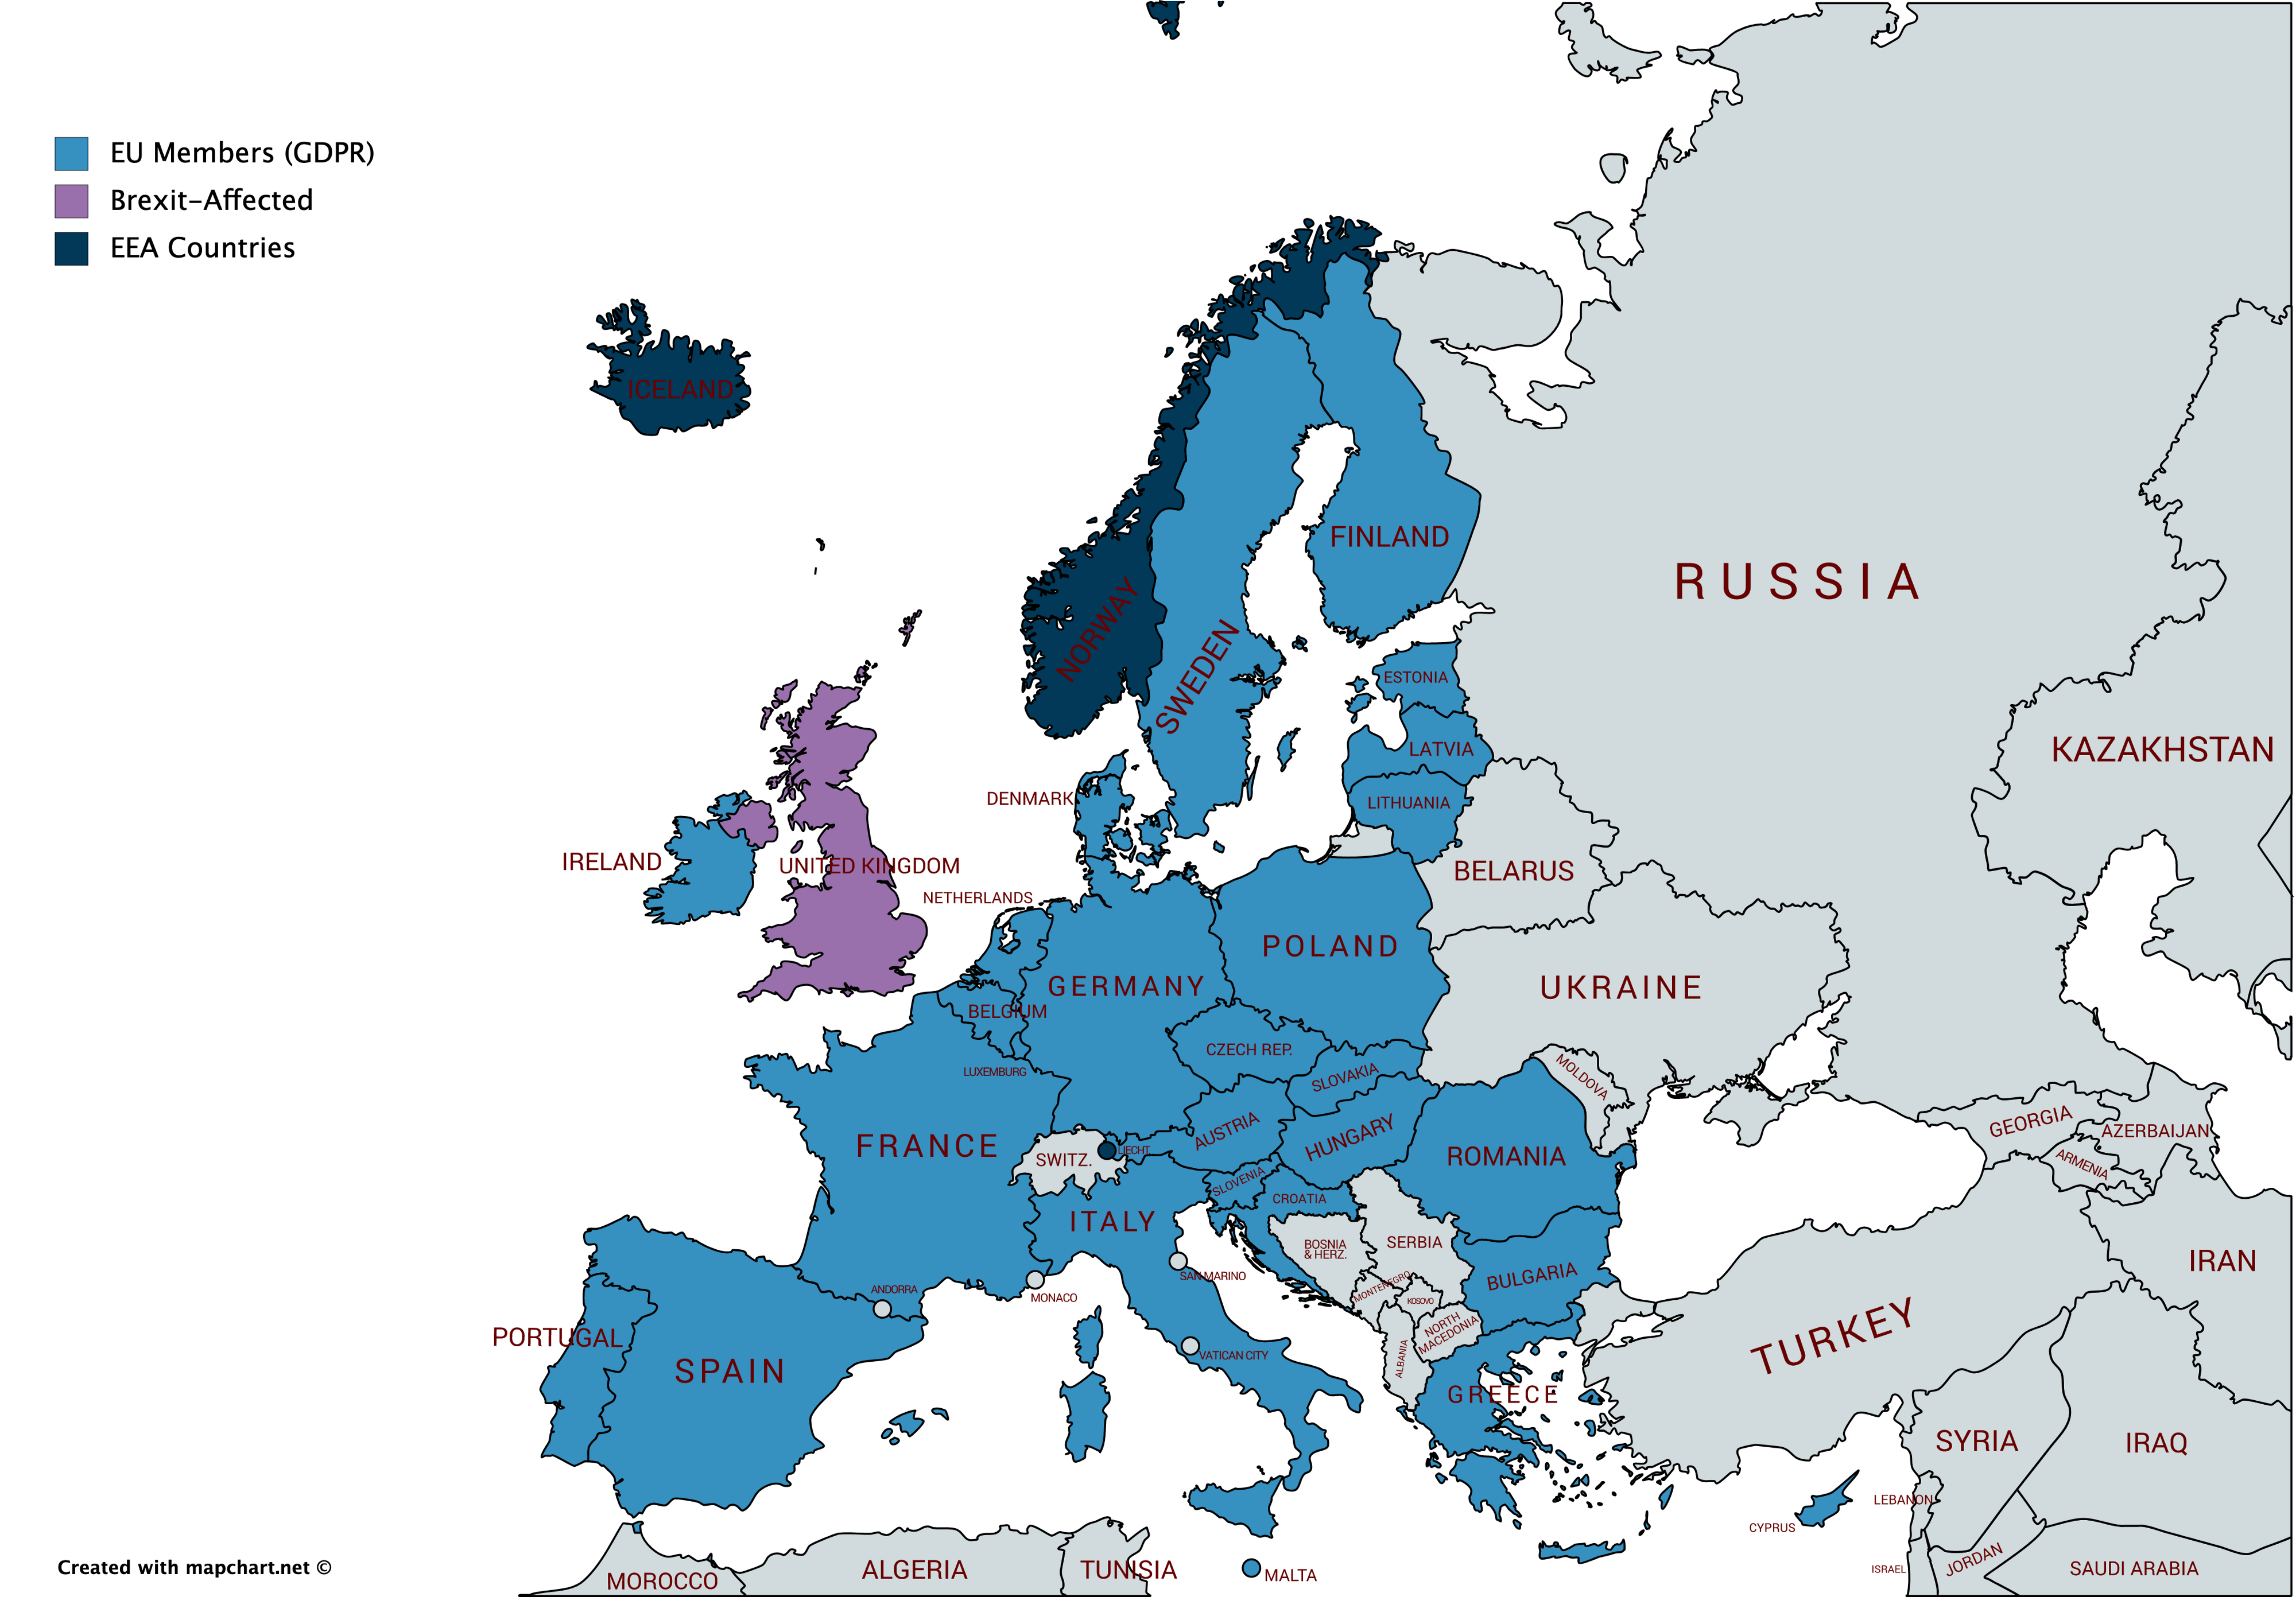 EU Members (GDPR)
Brexit-Affected
EEA Countries
ICELAND
FINLAND
RUSSIA
NORWAY
SWEDEN
ESTONIA
LATVIA
KAZAKHSTAN
DENMARK
LITHUANIA
IRELAND
UNITED KINGDOM
BELARUS
NETHERLANDS
POLAND
GERMANY
UKRAINE
BELGIUM
CZECH REP.
LUXEMBURG
SLOVAKIA
MOLDOVA
FRANCE
AUSTRIA
HUNGARY
GEORGIA
AZERBAIJAN
SWITZ.
LIECHT.
ROMANIA
ARMENIA
SLOVENIA
CROATIA
ITALY
BOSNIA
& HERZ.
SERBIA
IRAN
SAN MARINO
BULGARIA
ANDORRA
MONACO
MONTENEGRO
KOSOVO
NORTH
MACEDONIA
PORTUGAL
TURKEY
VATICAN CITY
ALBANIA
SPAIN
GREECE
SYRIA
IRAQ
LEBANON
CYPRUS
Created with mapchart.net ©
MOROCCO
ALGERIA
TUNISIA
MALTA
ISRAEL
JORDAN
SAUDI ARABIA